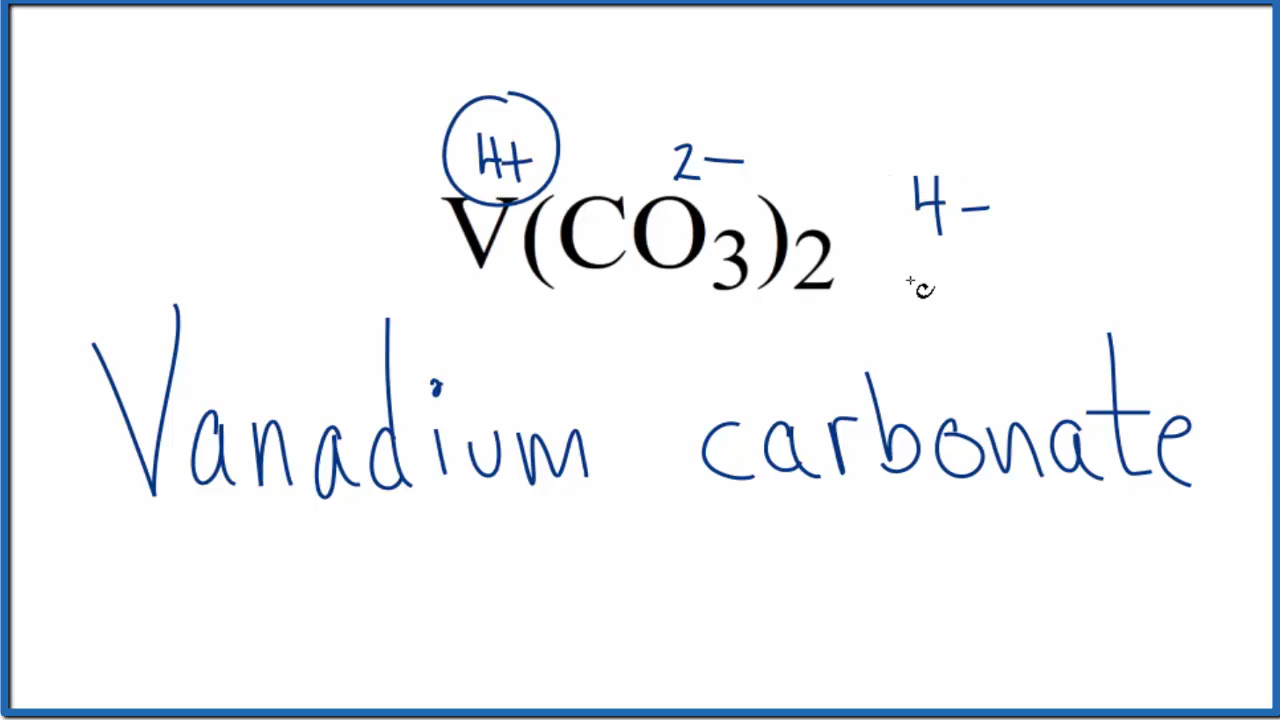 4+ 2-
V(CO₃)₂ 4-
Vanadium carbonate